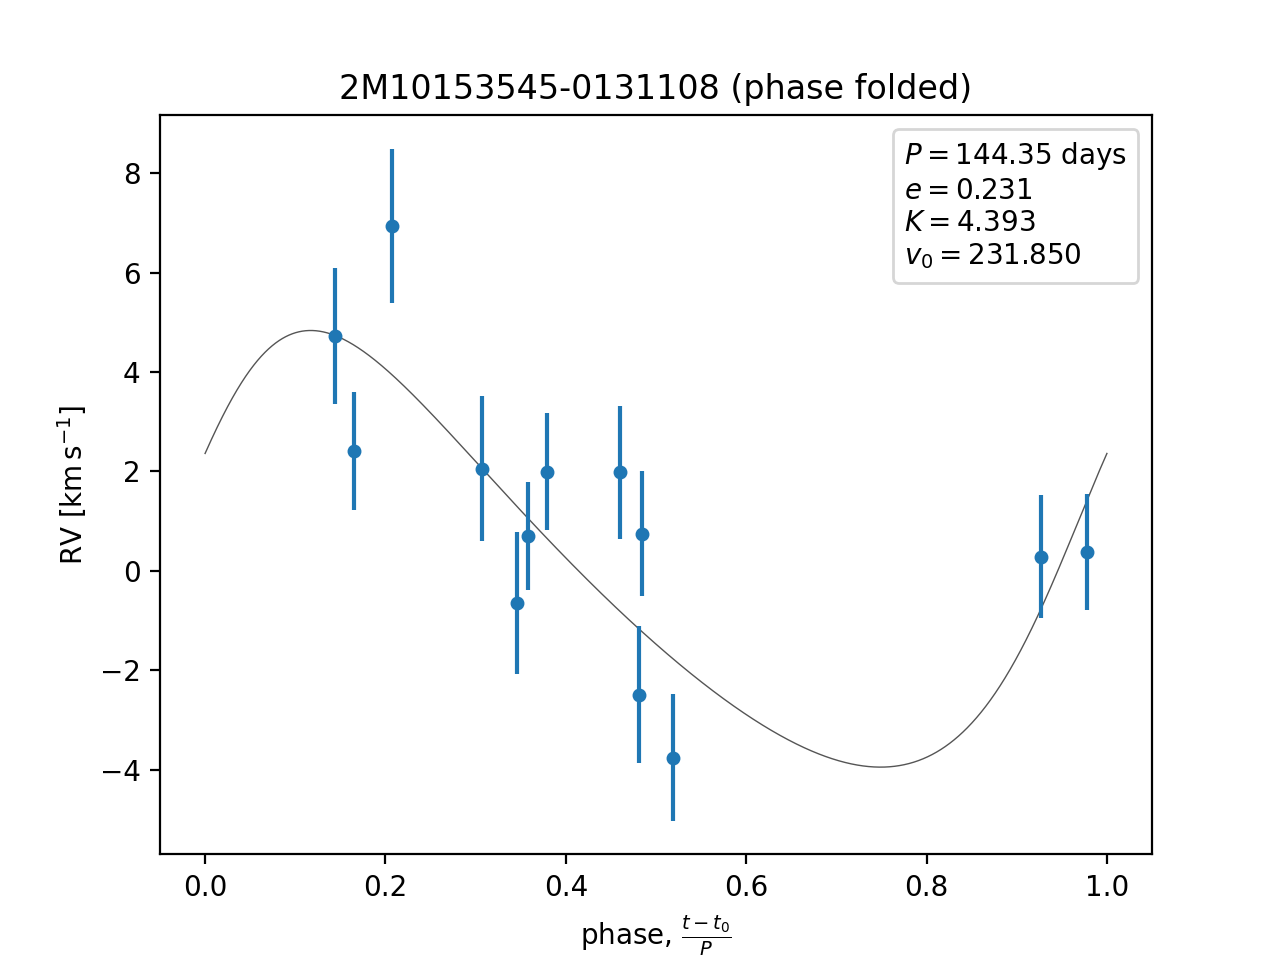 2M10153545-0131108 (phase folded)
P = 144.35 days
e = 0.231
K = 4.393
v₀ = 231.850
8
6
4
2
0
−2
−4
RV [km s⁻¹]
0.0 0.2 0.4 0.6 0.8 1.0
phase, (t − t₀)/P